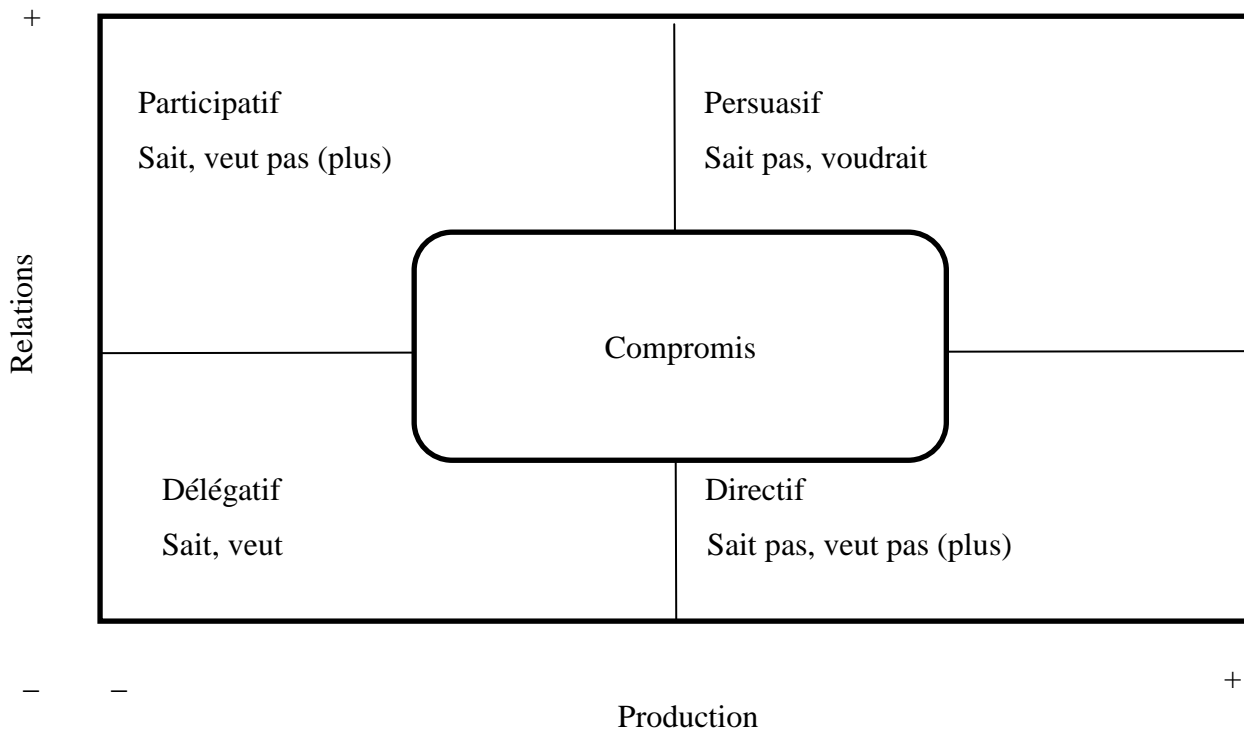 +
Participatif
Sait, veut pas (plus)
Persuasif
Sait pas, voudrait
Relations
Compromis
Délégatif
Sait, veut
Directif
Sait pas, veut pas (plus)
– – +
Production